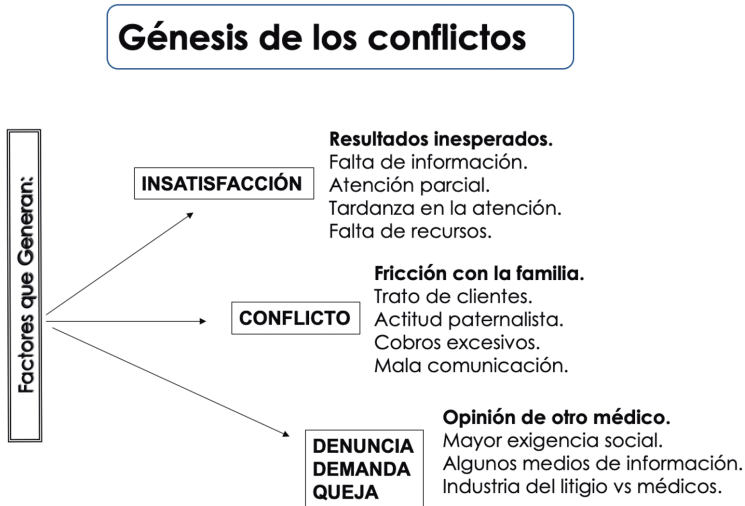 Génesis de los conflictos
Factores que Generan:
INSATISFACCIÓN
Resultados inesperados.
Falta de información.
Atención parcial.
Tardanza en la atención.
Falta de recursos.
CONFLICTO
Fricción con la familia.
Trato de clientes.
Actitud paternalista.
Cobros excesivos.
Mala comunicación.
DENUNCIA
DEMANDA
QUEJA
Opinión de otro médico.
Mayor exigencia social.
Algunos medios de información.
Industria del litigio vs médicos.